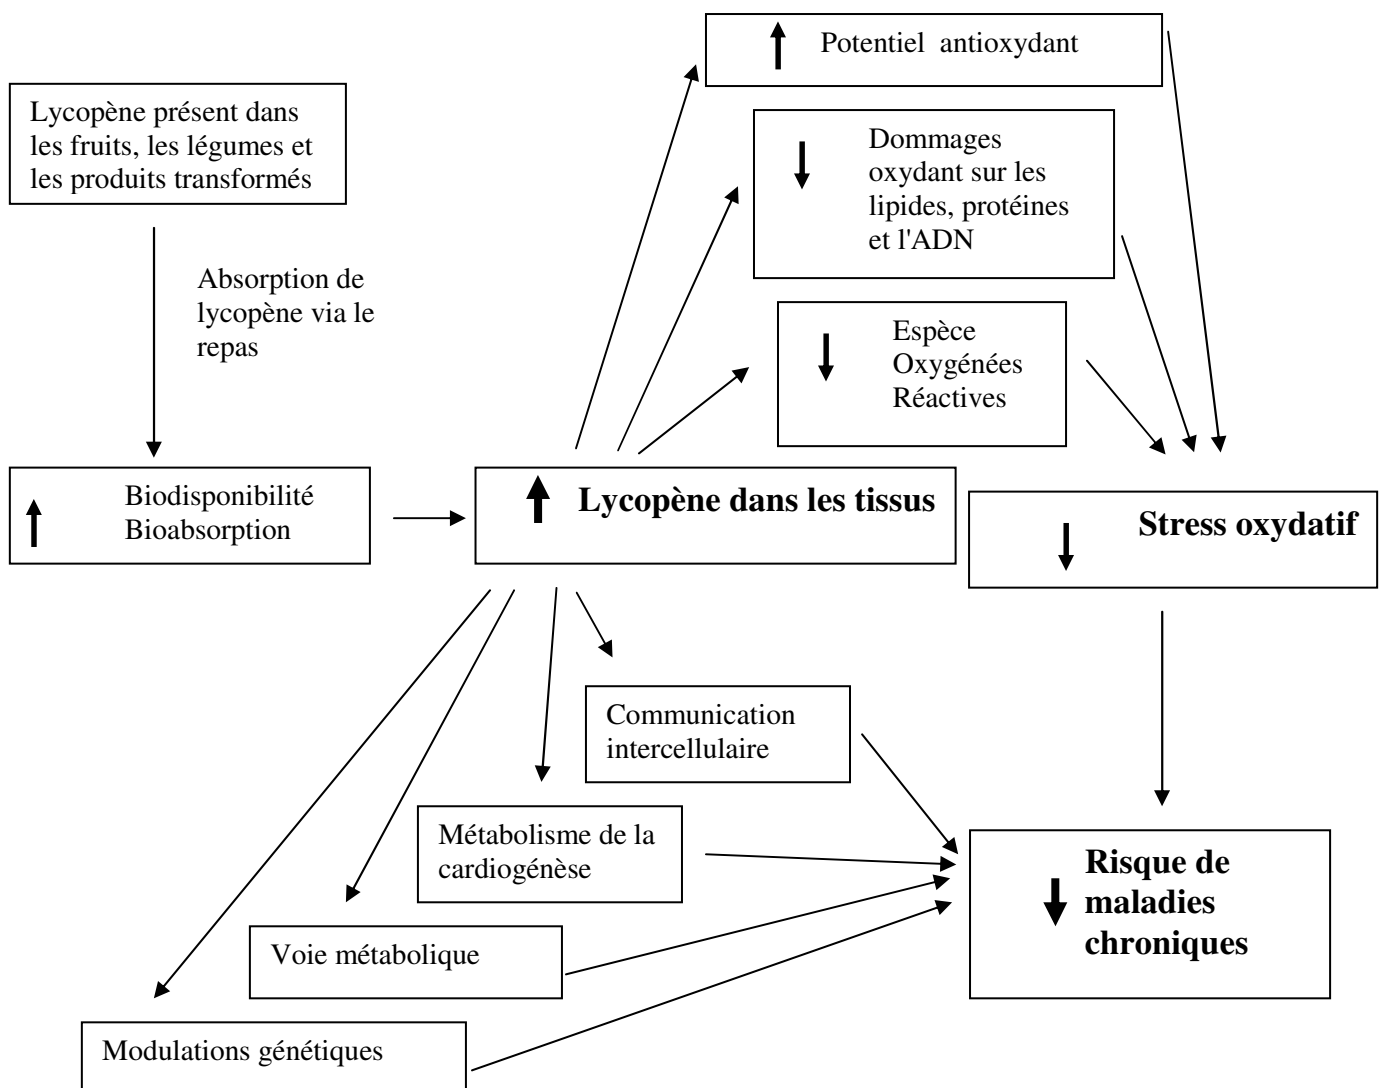 Potentiel antioxydant
Lycopène présent dans
les fruits, les légumes et
les produits transformés
Dommages
oxydant sur les
lipides, protéines
et l'ADN
Absorption de
lycopène via le
repas
Espèce
Oxygénées
Réactives
Biodisponibilité
Bioabsorption
Lycopène dans les tissus
Stress oxydatif
Communication
intercellulaire
Métabolisme de la
cardiogénèse
Risque de
maladies
chroniques
Voie métabolique
Modulations génétiques